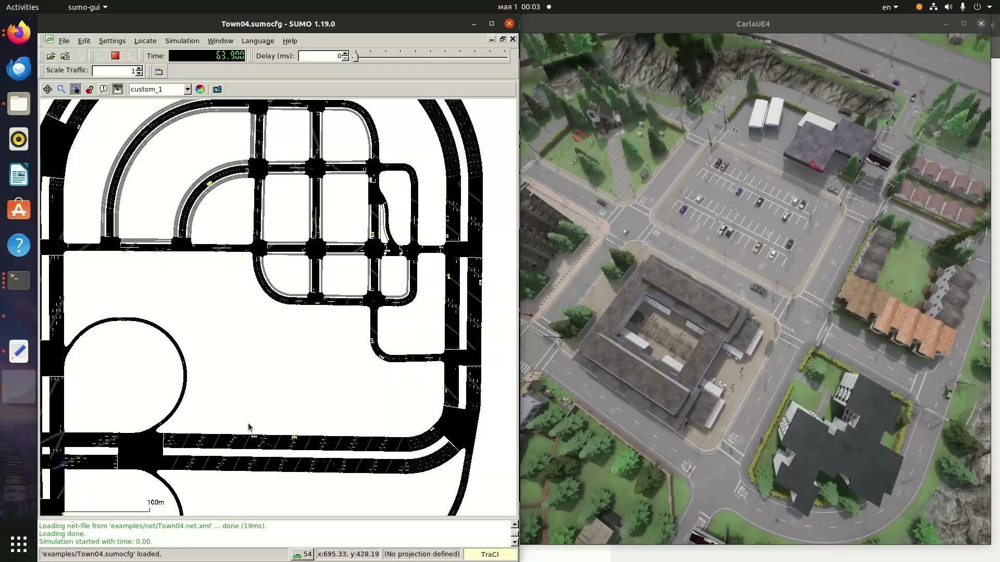 Activities
sumo-gui
мая 1 00:03
en
Town04.sumocfg - SUMO 1.19.0
CarlaUE4
File Edit Settings Locate Simulation Window Language Help
Time:
Delay (ms): 0
Scale Traffic: 1
MENU
custom_1
100m
Loading net-file from 'examples/net/Town04.net.xml' ... done (19ms).
Loading done.
Simulation started with time: 0.00.
'examples/Town04.sumocfg' loaded.
54
x:695.33, y:428.19
(No projection defined)
TraCI